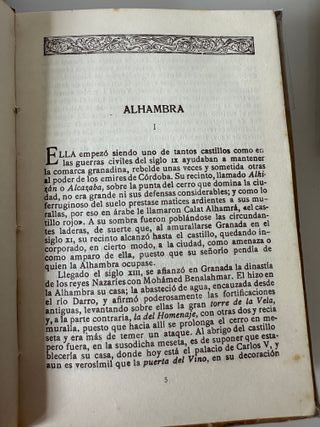 ALHAMBRA
I
ELLA empezó siendo uno de tantos castillos como en
las guerras civiles del siglo IX ayudaban a mantener
la comarca granadina, rebelde unas veces y sometida otras
al poder de los emires de Córdoba. Su recinto, llamado Alhi-
zán o Alcazaba, sobre la punta del cerro que domina la ciu-
dad, no era grande ni sus defensas considerables; y como lo
ferruginoso del suelo prestase matices ardientes a sus mu-
rallas, por eso en árabe le llamaron Calat Alhamrá, «el cas-
tillo rojo». A su sombra fueron poblándose las circundan-
tes laderas, de suerte que, al amurallarse Granada en el
siglo XI, su recinto alcanzó hasta el castillo, quedando in-
corporado, en cierto modo, a la ciudad, como amenaza o
como amparo de ella, puesto que su señorío pendía de
quien la Alhambra ocupase.
Llegado el siglo XIII, se afianzó en Granada la dinastía
de los reyes Nazaríes con Mohámed Benalahmar. El hizo en
la Alhambra su casa; la abasteció de agua, encauzada desde
el río Darro, y afirmó poderosamente las fortificaciones
antiguas, levantando sobre ellas la gran torre de la Vela,
y, a la parte contraria, la del Homenaje, con otras dos y recia
muralla, puesto que hacia allí se prolonga el cerro en me-
seta y era más de temer un ataque. Al abrigo del castillo
pero fuera, en la susodicha meseta, es de suponer que esta-
blecería su casa, donde hoy está el palacio de Carlos V, y
aun es verosímil que la puerta del Vino, en su decoración
5